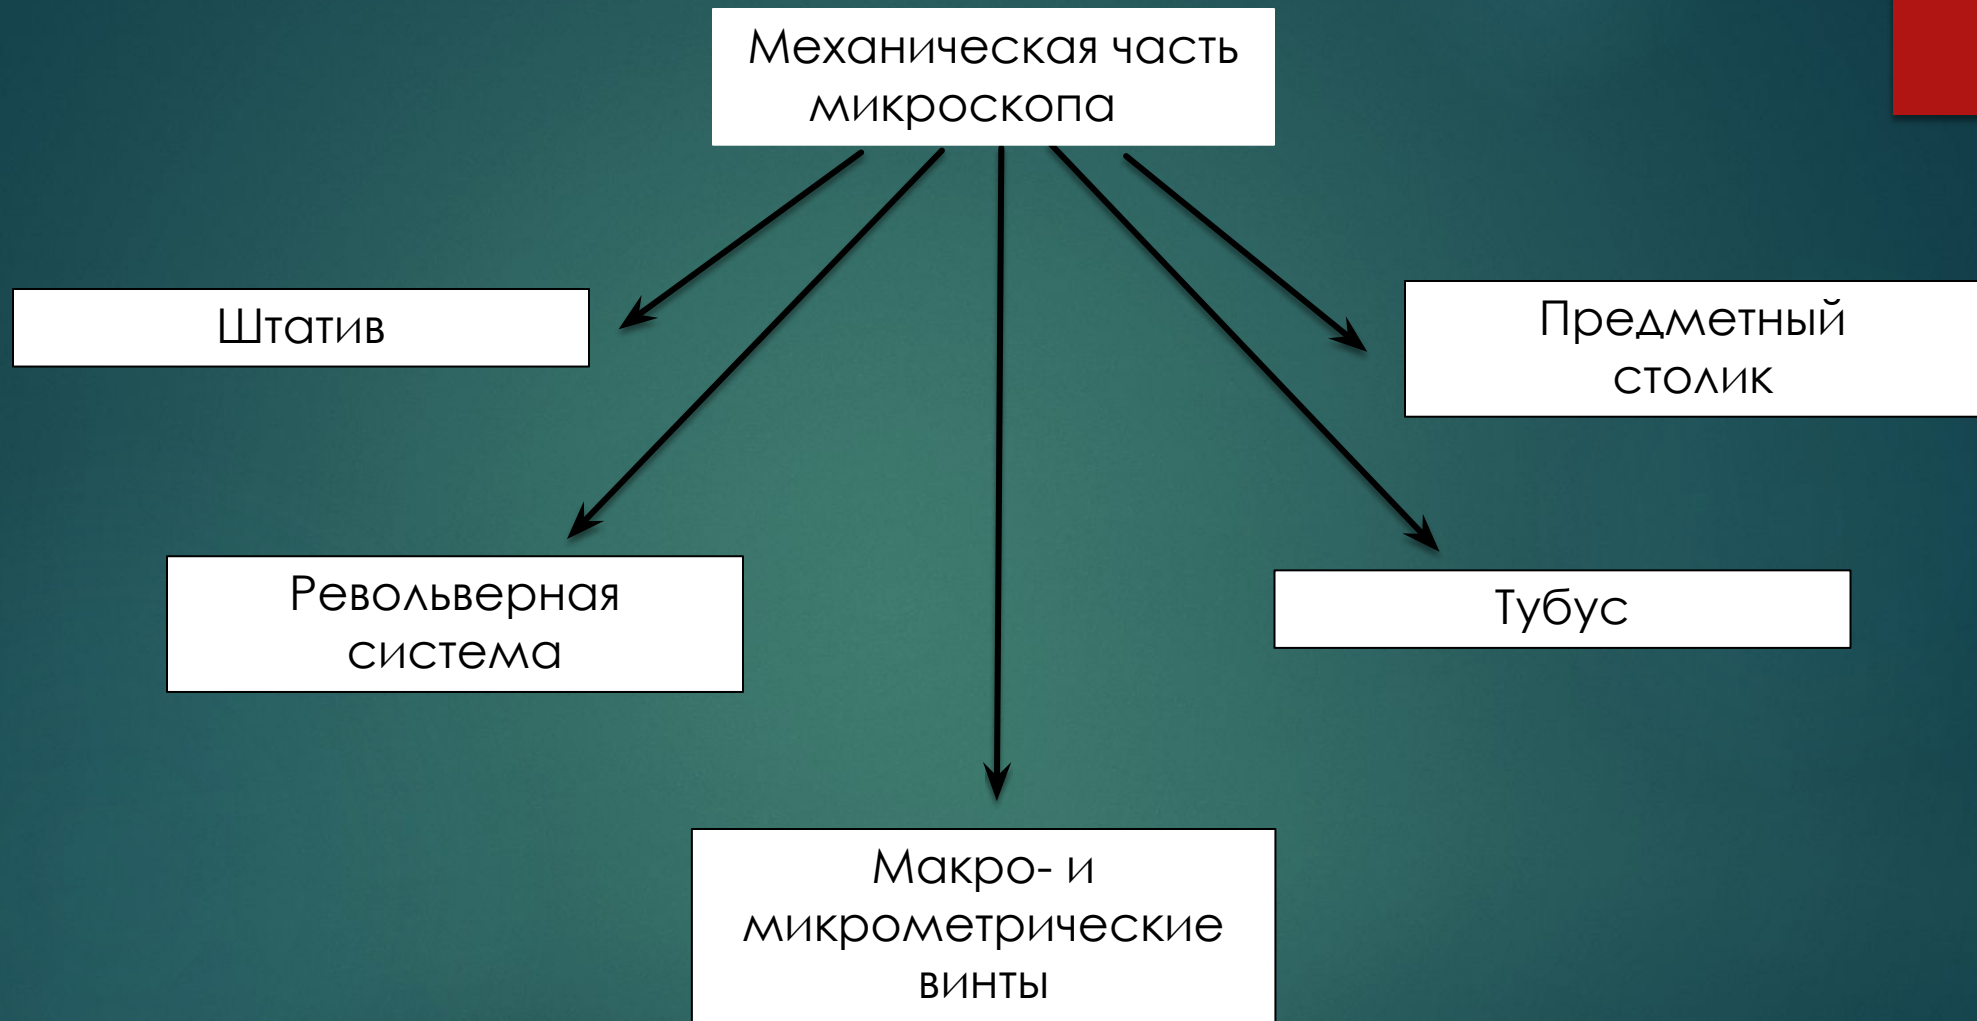 Механическая часть
микроскопа
Штатив
Предметный
столик
Револьверная
система
Тубус
Макро- и
микрометрические
винты